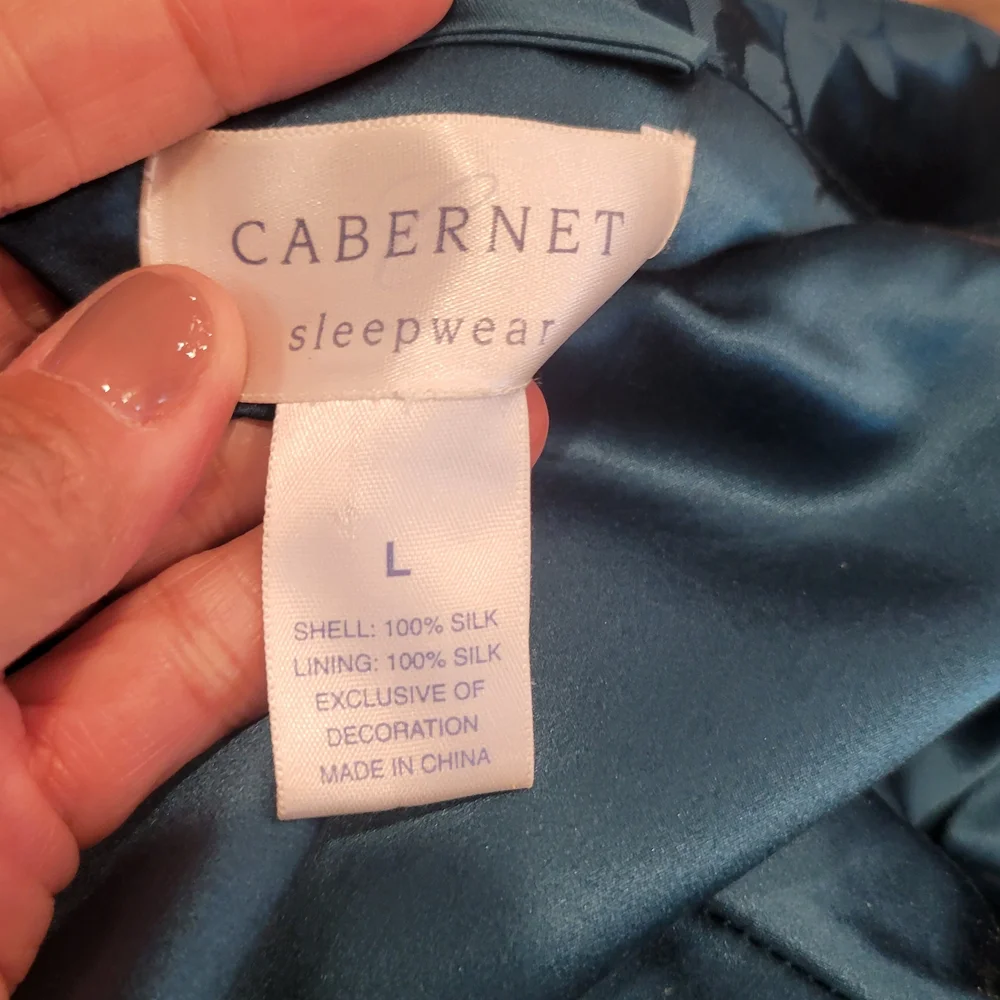 CABERNET
sleepwear
L
SHELL: 100% SILK
LINING: 100% SILK
EXCLUSIVE OF
DECORATION
MADE IN CHINA